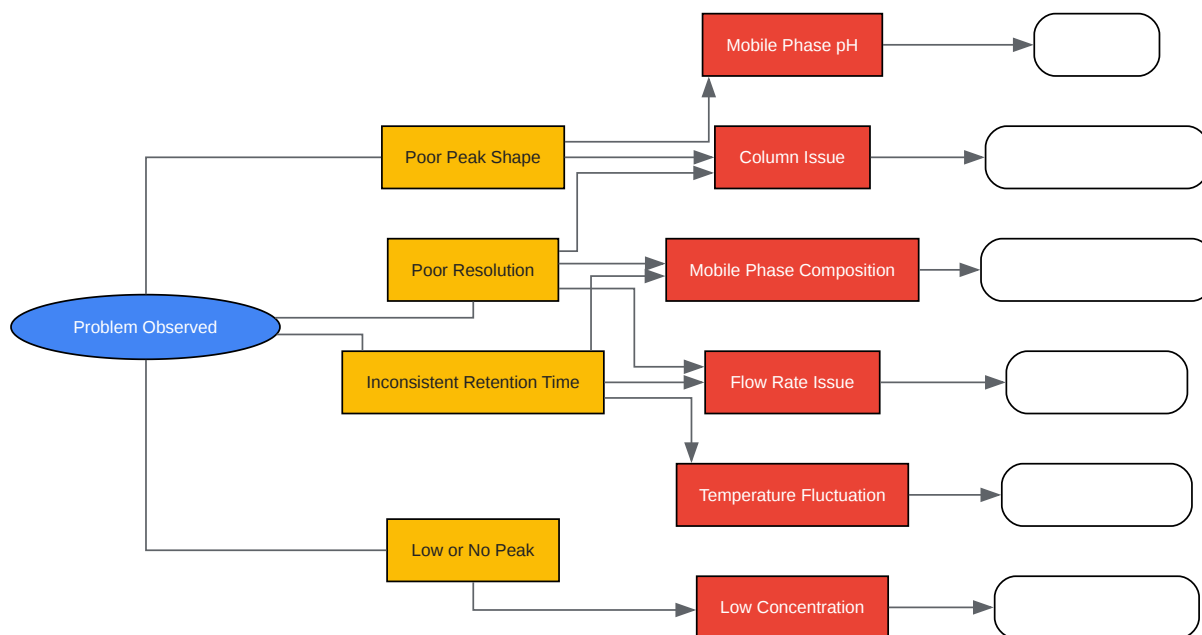 Mobile Phase pH
Poor Peak Shape
Column Issue
Poor Resolution
Mobile Phase Composition
Problem Observed
Inconsistent Retention Time
Flow Rate Issue
Temperature Fluctuation
Low or No Peak
Low Concentration